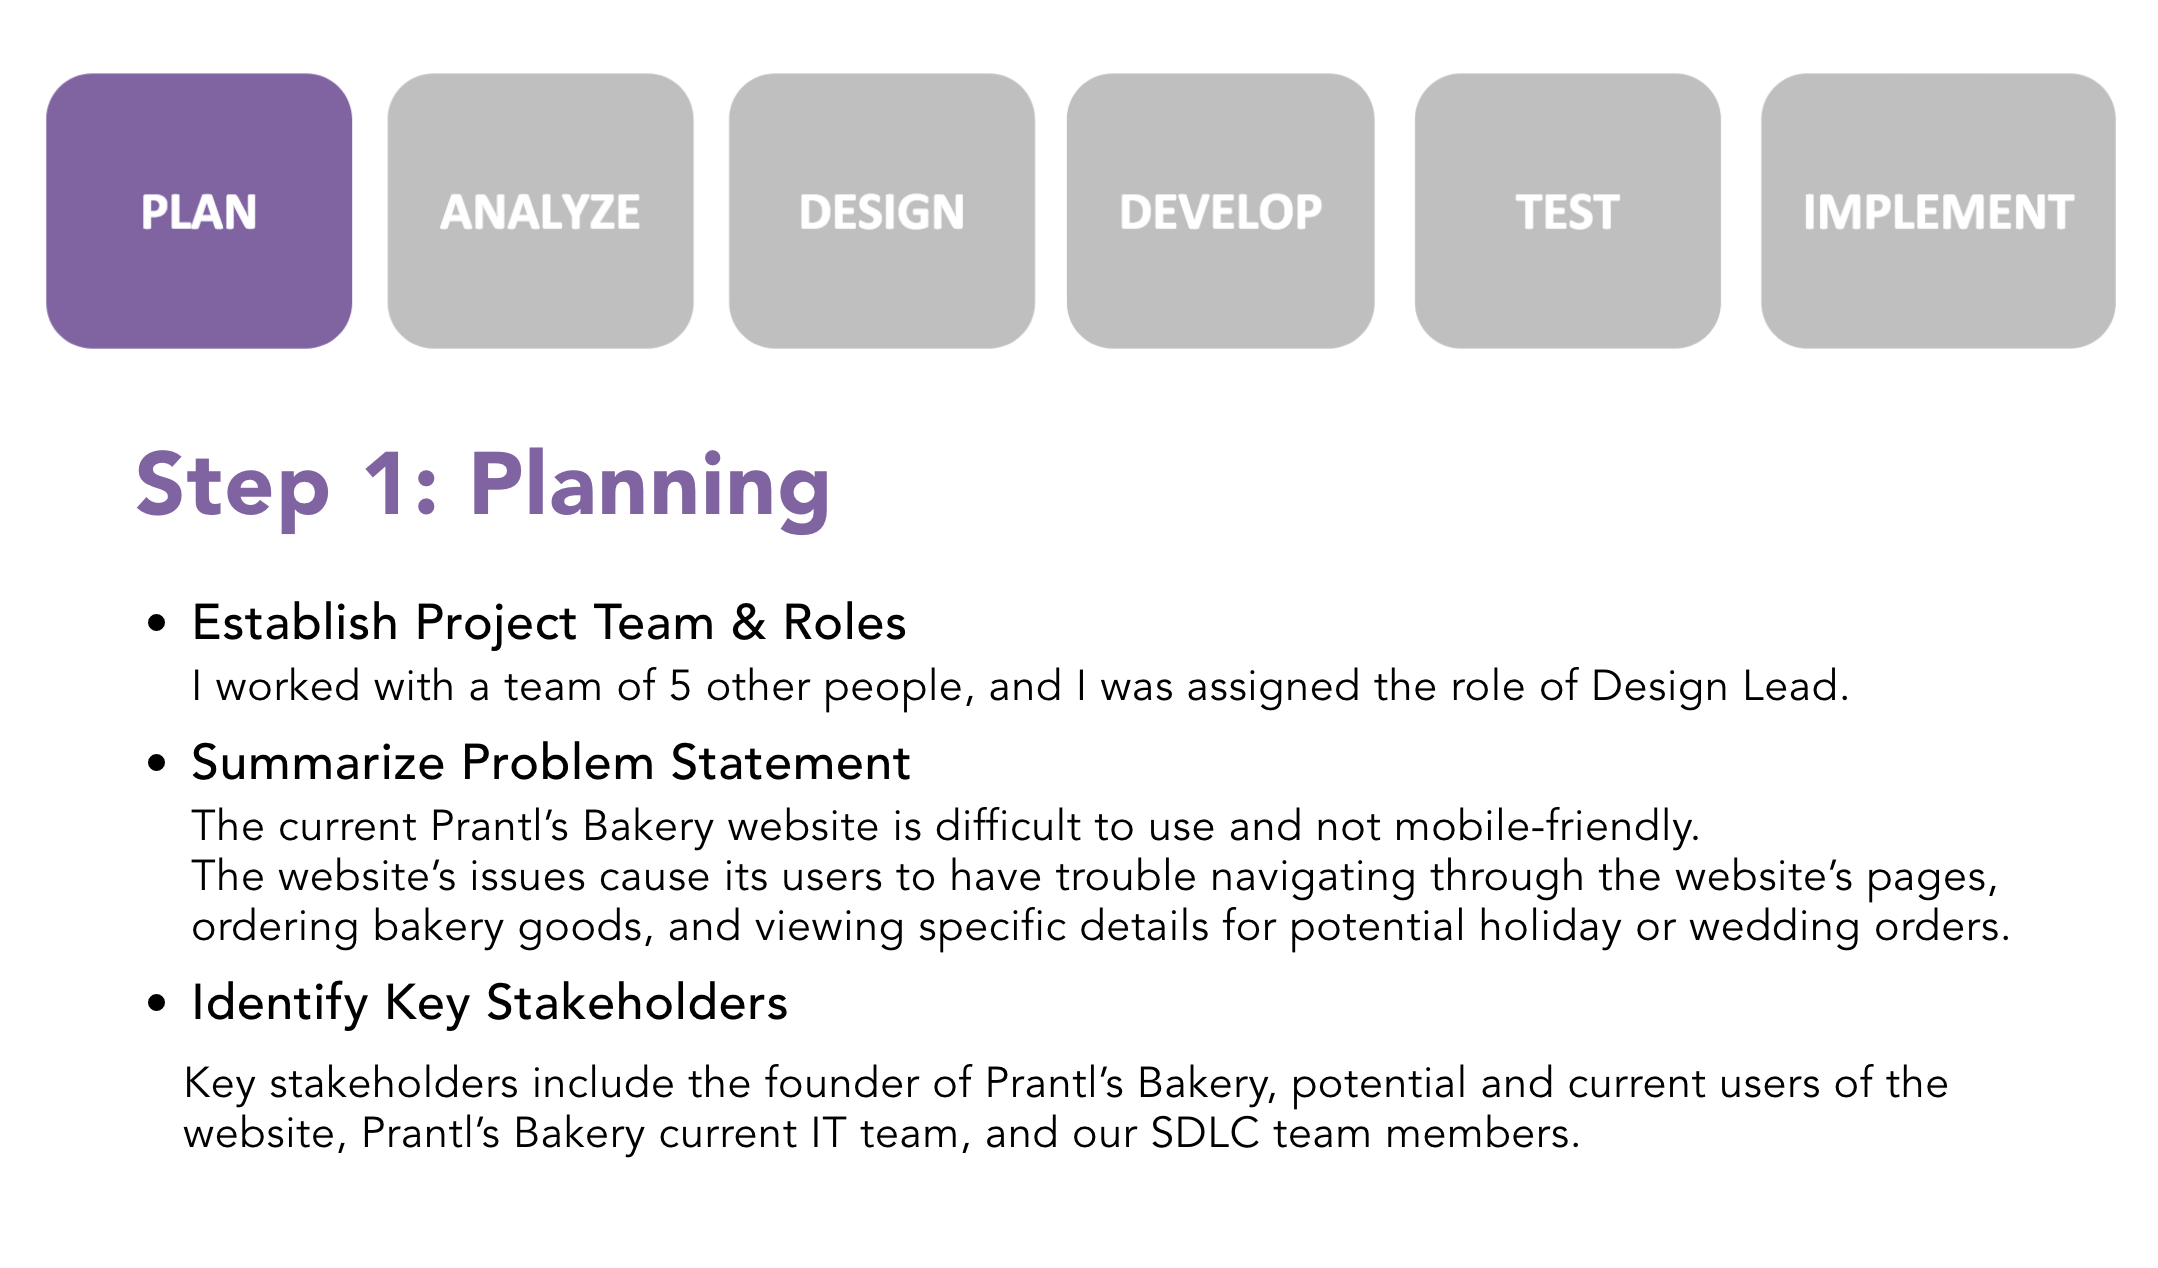 PLAN
ANALYZE
DESIGN
DEVELOP
TEST
IMPLEMENT
Step 1: Planning
• Establish Project Team & Roles
I worked with a team of 5 other people, and I was assigned the role of Design Lead.
• Summarize Problem Statement
The current Prantl’s Bakery website is difficult to use and not mobile-friendly.
The website’s issues cause its users to have trouble navigating through the website’s pages,
ordering bakery goods, and viewing specific details for potential holiday or wedding orders.
• Identify Key Stakeholders
Key stakeholders include the founder of Prantl’s Bakery, potential and current users of the
website, Prantl’s Bakery current IT team, and our SDLC team members.